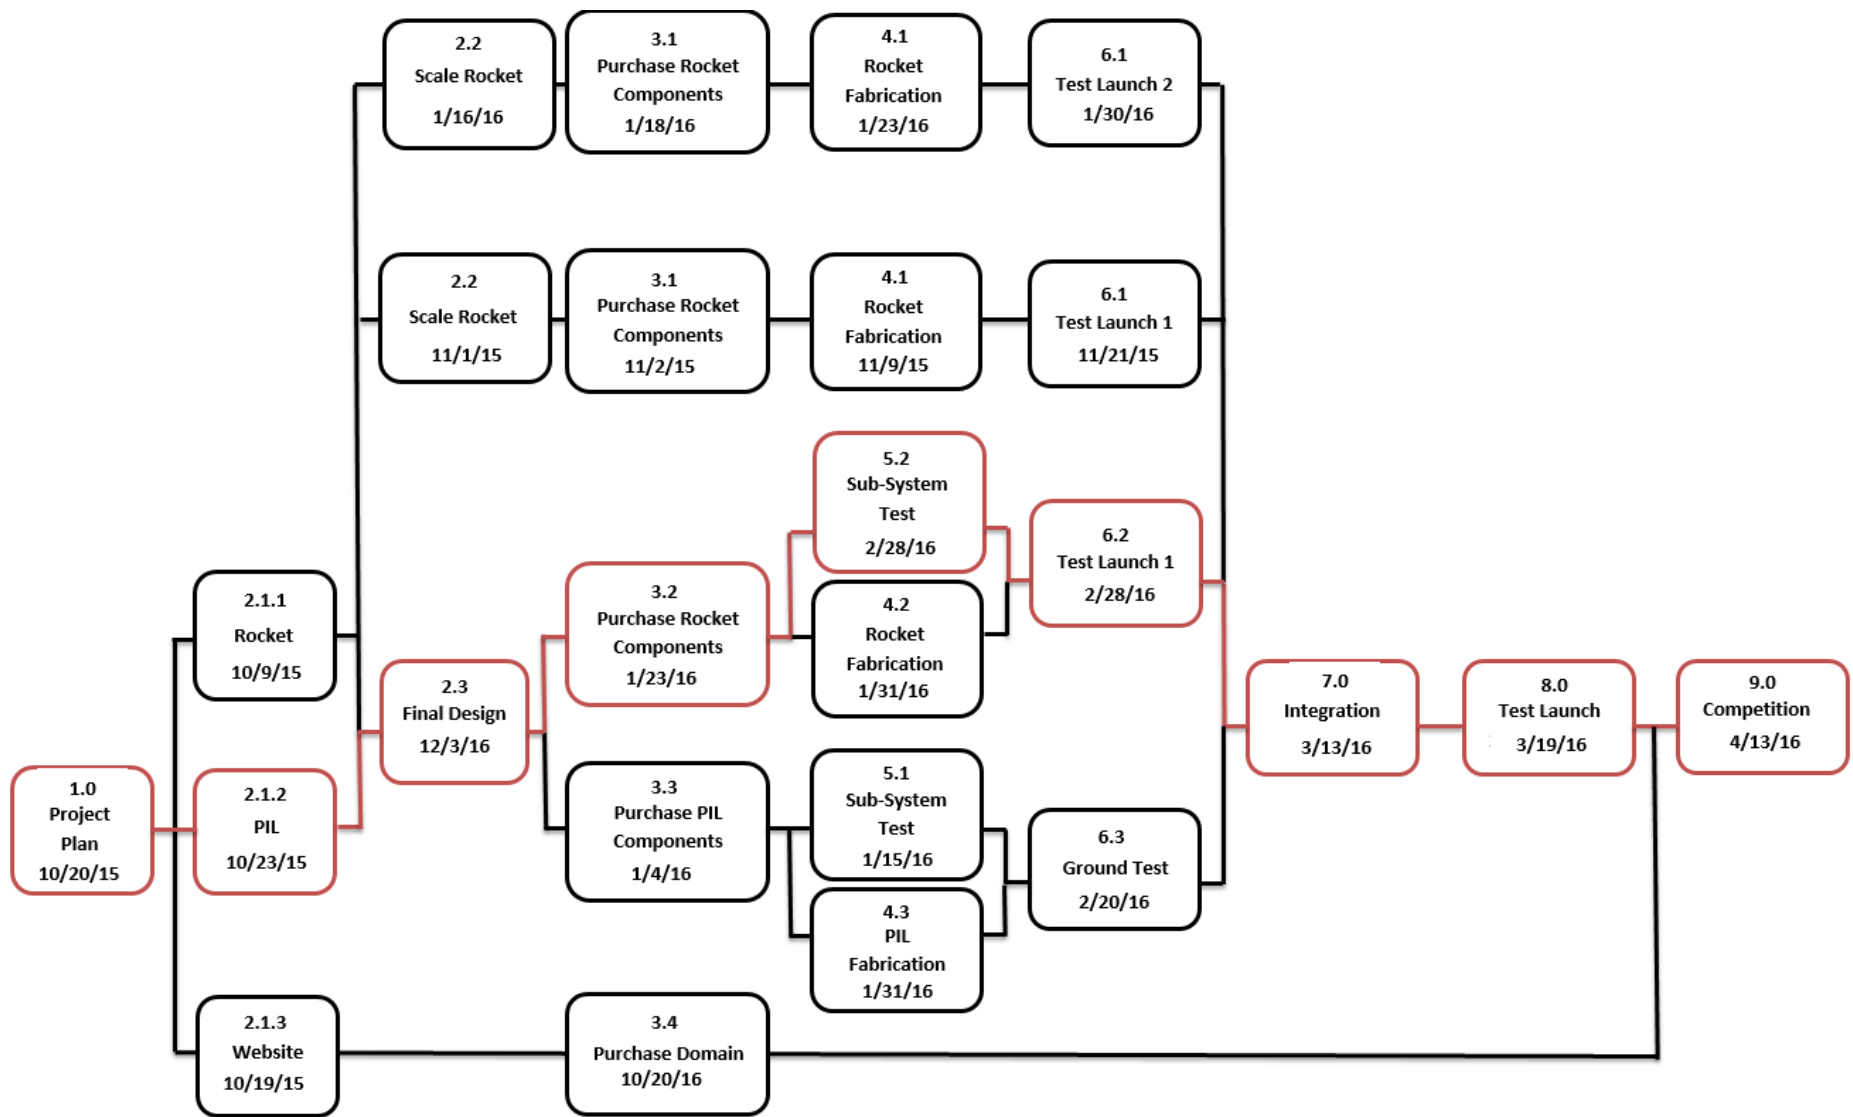 2.2
Scale Rocket
1/16/16
3.1
Purchase Rocket
Components
1/18/16
4.1
Rocket
Fabrication
1/23/16
6.1
Test Launch 2
1/30/16
2.2
Scale Rocket
11/1/15
3.1
Purchase Rocket
Components
11/2/15
4.1
Rocket
Fabrication
11/9/15
6.1
Test Launch 1
11/21/15
5.2
Sub-System
Test
2/28/16
6.2
Test Launch 1
2/28/16
2.1.1
Rocket
10/9/15
3.2
Purchase Rocket
Components
1/23/16
4.2
Rocket
Fabrication
1/31/16
2.3
Final Design
12/3/16
7.0
Integration
3/13/16
8.0
Test Launch
3/19/16
9.0
Competition
4/13/16
1.0
Project
Plan
10/20/15
2.1.2
PIL
10/23/15
3.3
Purchase PIL
Components
1/4/16
5.1
Sub-System
Test
1/15/16
6.3
Ground Test
2/20/16
4.3
PIL
Fabrication
1/31/16
2.1.3
Website
10/19/15
3.4
Purchase Domain
10/20/16